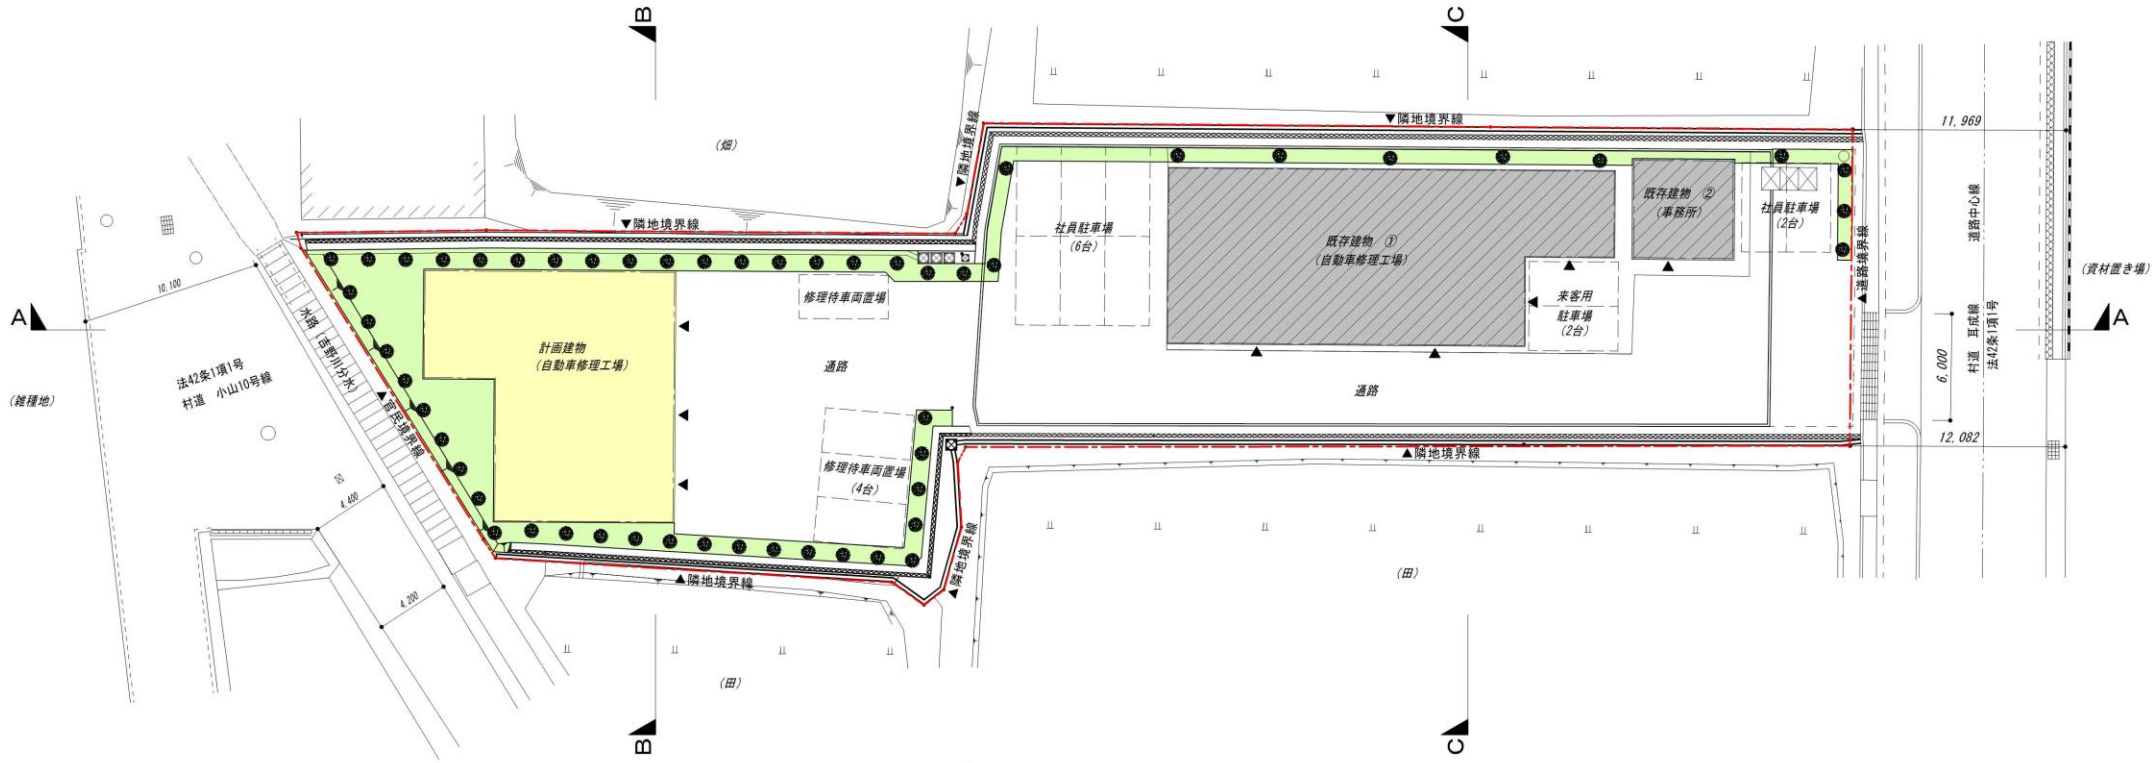 B
C
▼隣地境界線
11,969
(畑)
▼隣地境界線
▼隣地境界線
既存建物 ②
(事務所)
社員駐車場
(2台)
社員駐車場
(6台)
既存建物 ①
(自動車修理工場)
道路中心線
▲道路境界線
(資材置き場)
10,100
修理待車両置場
来客用
駐車場
(2台)
A
A
水路 (吉野川分水)
計画建物
(自動車修理工場)
通路
通路
6,000
村道 耳成線
法42条1項1号
法42条1項1号
村道 小山10号線
(雑種地)
▲官民境界線
12,082
▲隣地境界線
修理待車両置場
(4台)
4,400
▲隣地境界線
▲隣地境界線
(田)
4,200
(田)
B
C